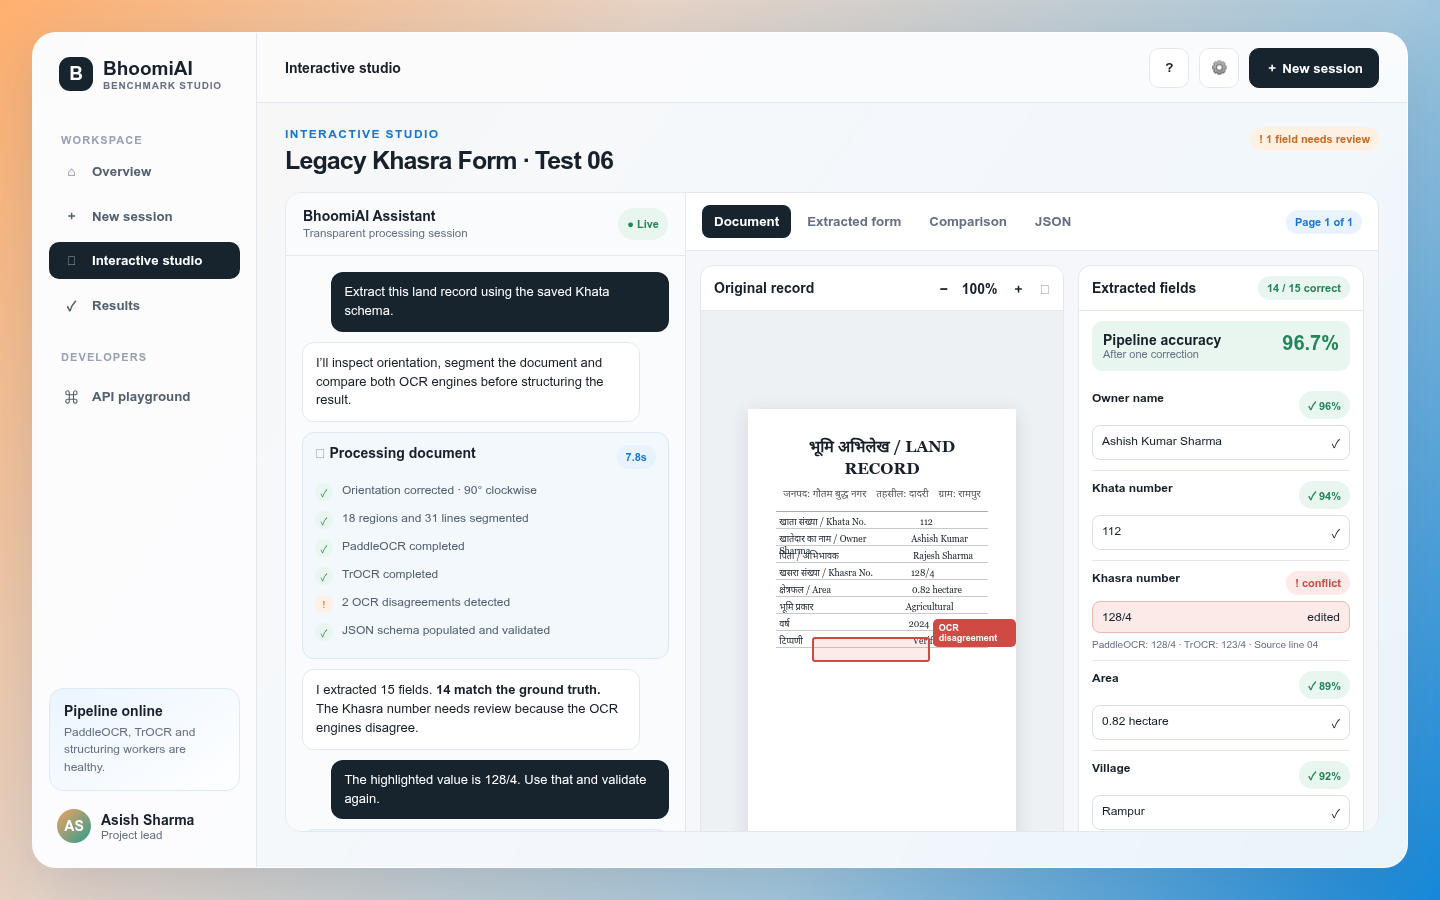 B
BhoomiAI
BENCHMARK STUDIO
WORKSPACE
Overview
+ New session
Interactive studio
✓ Results
DEVELOPERS
⌘ API playground
Pipeline online
PaddleOCR, TrOCR and
structuring workers are
healthy.
AS
Asish Sharma
Project lead
Interactive studio
?
+ New session
INTERACTIVE STUDIO
Legacy Khasra Form · Test 06
! 1 field needs review
BhoomiAI Assistant
Transparent processing session
● Live
Extract this land record using the saved Khata
schema.
I'll inspect orientation, segment the document and
compare both OCR engines before structuring the
result.
Processing document
7.8s
✓ Orientation corrected · 90° clockwise
✓ 18 regions and 31 lines segmented
✓ PaddleOCR completed
✓ TrOCR completed
! 2 OCR disagreements detected
✓ JSON schema populated and validated
I extracted 15 fields. 14 match the ground truth.
The Khasra number needs review because the OCR
engines disagree.
The highlighted value is 128/4. Use that and validate
again.
Document
Extracted form
Comparison
JSON
Page 1 of 1
Original record
− 100% +
भूमि अभिलेख / LAND
RECORD
जनपद: गौतम बुद्ध नगर तहसील: दादरी ग्राम: रामपुर
खाता संख्या / Khata No. 112
खातेदार का नाम / Owner Ashish Kumar
Sharma
पिता / अभिभावक Rajesh Sharma
खसरा संख्या / Khasra No. 128/4
क्षेत्रफल / Area 0.82 hectare
भूमि प्रकार Agricultural
वर्ष 2024
टिप्पणी
OCR
disagreement
Extracted fields
14 / 15 correct
Pipeline accuracy
After one correction
96.7%
Owner name
✓ 96%
Ashish Kumar Sharma ✓
Khata number
✓ 94%
112 ✓
Khasra number
! conflict
128/4 edited
PaddleOCR: 128/4 · TrOCR: 123/4 · Source line 04
Area
✓ 89%
0.82 hectare ✓
Village
✓ 92%
Rampur ✓